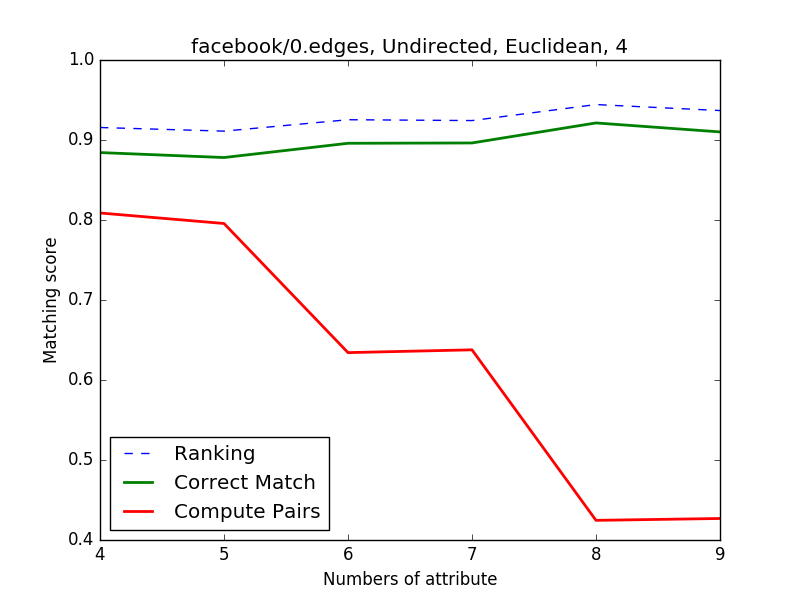 facebook/0.edges, Undirected, Euclidean, 4
1.0
0.9
0.8
0.7
0.6
0.5
0.4
Matching score
Ranking
Correct Match
Compute Pairs
4 5 6 7 8 9
Numbers of attribute